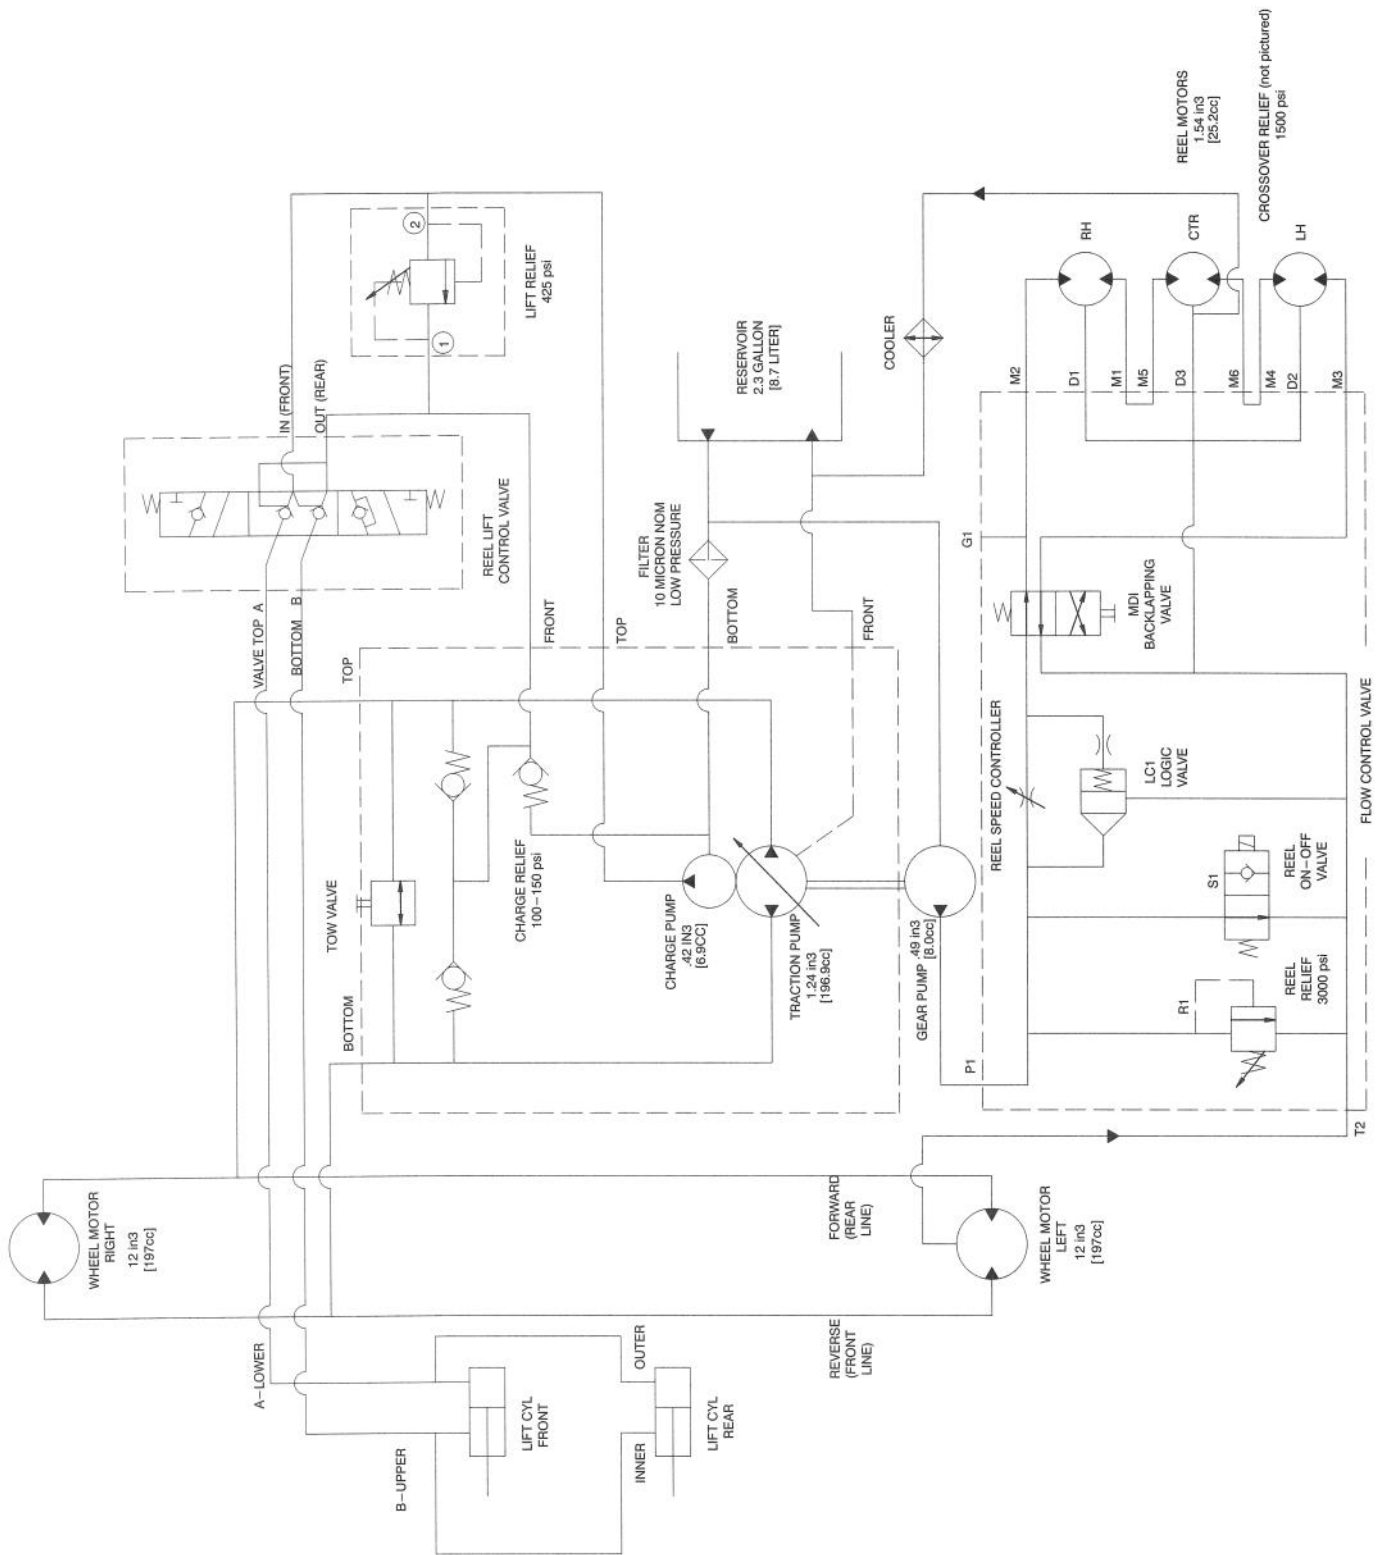 WHEEL MOTOR
RIGHT
12 in3
[197cc]
A-LOWER
B-UPPER
LIFT CYL
FRONT
LIFT CYL
REAR
OUTER
INNER
FORWARD
(REAR
LINE)
REVERSE
(FRONT
LINE)
WHEEL MOTOR
LEFT
12 in3
[197cc]
VALVE TOP A
BOTTOM B
REEL LIFT
CONTROL VALVE
IN (FRONT)
OUT (REAR)
1
2
LIFT RELIEF
425 psi
TOP
BOTTOM
TOW VALVE
CHARGE RELIEF
100-150 psi
FRONT
TOP
BOTTOM
FRONT
CHARGE PUMP
.42 IN3
[6.9CC]
TRACTION PUMP
1.24 in3
[196.9cc]
GEAR PUMP .49 in3
[8.0cc]
FILTER
10 MICRON NOM
LOW PRESSURE
RESERVOIR
2.3 GALLON
[8.7 LITER]
COOLER
P1
G1
T2
REEL SPEED CONTROLLER
LC1
LOGIC
VALVE
MDI
BACKLAPPING
VALVE
S1
REEL
ON-OFF
VALVE
R1
REEL
RELIEF
3000 psi
FLOW CONTROL VALVE
M2
D1
M1
M5
D3
M6
M4
D2
M3
RH
CTR
LH
REEL MOTORS
1.54 in3
[25.2cc]
CROSSOVER RELIEF (not pictured)
1500 psi